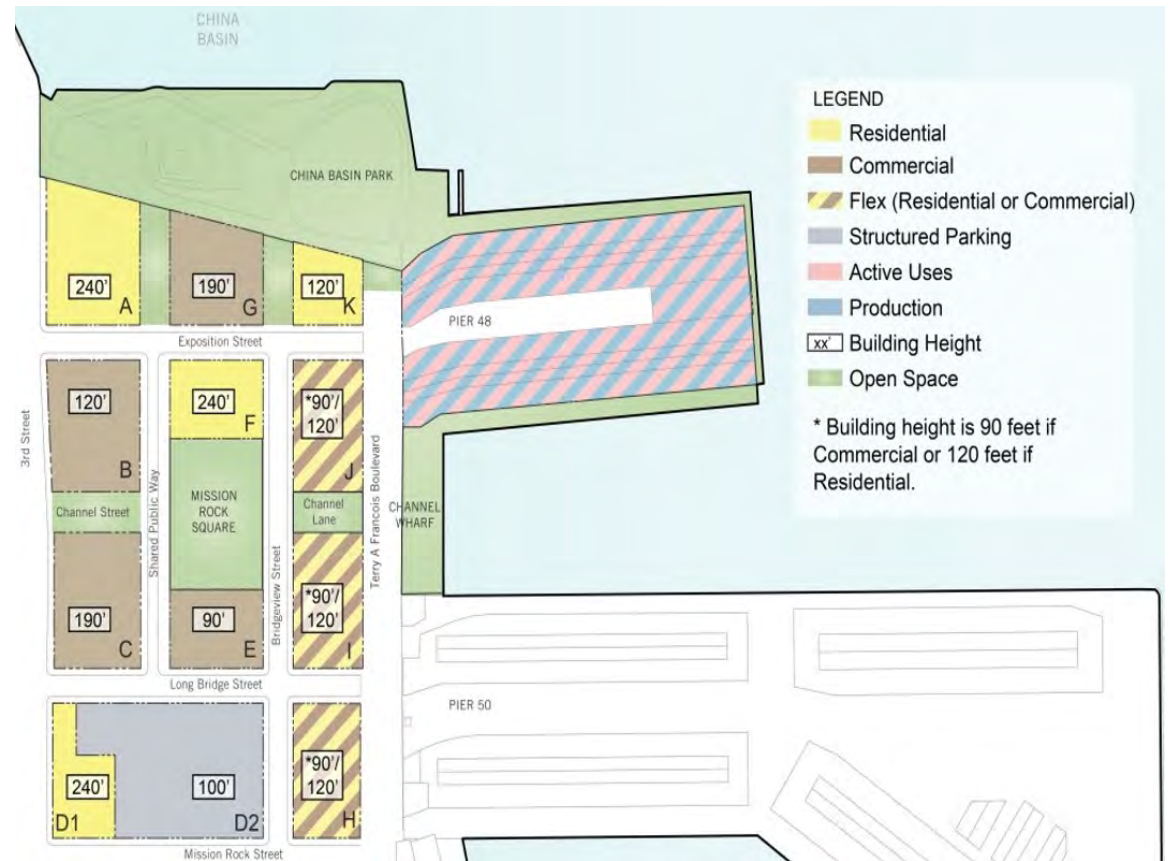 CHINA
BASIN
LEGEND
Residential
Commercial
Flex (Residential or Commercial)
Structured Parking
Active Uses
Production
xx' Building Height
Open Space
* Building height is 90 feet if
Commercial or 120 feet if
Residential.
CHINA BASIN PARK
240'
A
190'
G
120'
K
PIER 48
Exposition Street
3rd Street
120'
B
Shared Public Way
240'
F
*90'/
120'
J
Terry A Francois Boulevard
Channel Street
MISSION
ROCK
SQUARE
Channel
Lane
CHANNEL
WHARF
Bridgeview Street
190'
C
90'
E
*90'/
120'
I
Long Bridge Street
PIER 50
240'
D1
100'
D2
*90'/
120'
H
Mission Rock Street